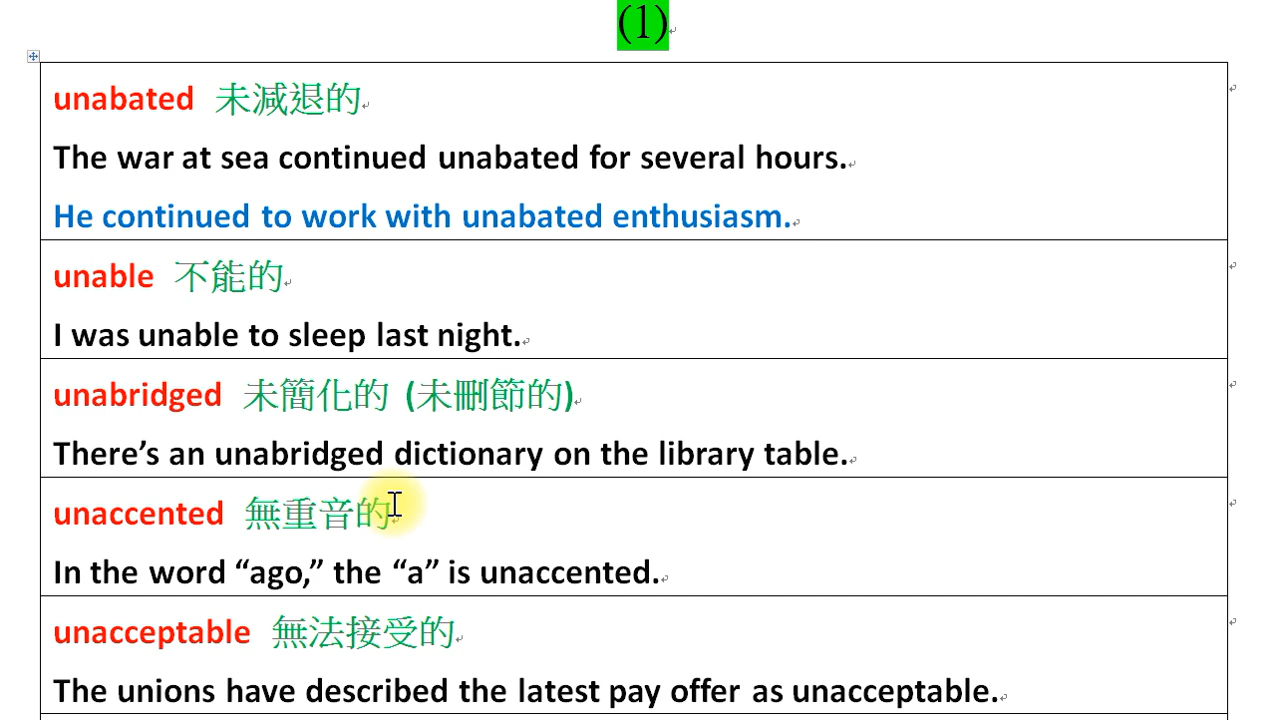 (1)
unabated 未減退的
The war at sea continued unabated for several hours.
He continued to work with unabated enthusiasm.
unable 不能的
I was unable to sleep last night.
unabridged 未簡化的 (未刪節的)
There’s an unabridged dictionary on the library table.
unaccented 無重音的
In the word “ago,” the “a” is unaccented.
unacceptable 無法接受的
The unions have described the latest pay offer as unacceptable.